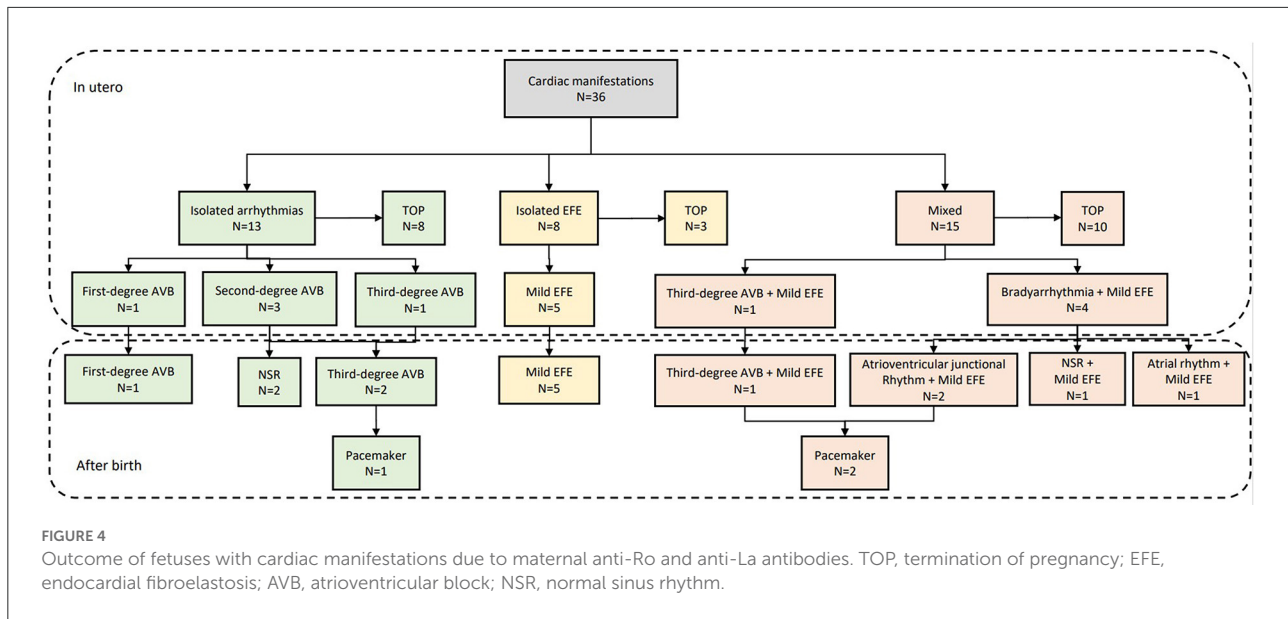 In utero
Cardiac manifestations
N=36
Isolated arrhythmias
N=13
TOP
N=8
Isolated EFE
N=8
TOP
N=3
Mixed
N=15
TOP
N=10
First-degree AVB
N=1
Second-degree AVB
N=3
Third-degree AVB
N=1
Mild EFE
N=5
Third-degree AVB + Mild EFE
N=1
Bradyarrhythmia + Mild EFE
N=4
First-degree AVB
N=1
NSR
N=2
Third-degree AVB
N=2
Mild EFE
N=5
Third-degree AVB + Mild EFE
N=1
Atrioventricular junctional
Rhythm + Mild EFE
N=2
NSR +
Mild EFE
N=1
Atrial rhythm +
Mild EFE
N=1
After birth
Pacemaker
N=1
Pacemaker
N=2
FIGURE 4
Outcome of fetuses with cardiac manifestations due to maternal anti-Ro and anti-La antibodies. TOP, termination of pregnancy; EFE,
endocardial fibroelastosis; AVB, atrioventricular block; NSR, normal sinus rhythm.